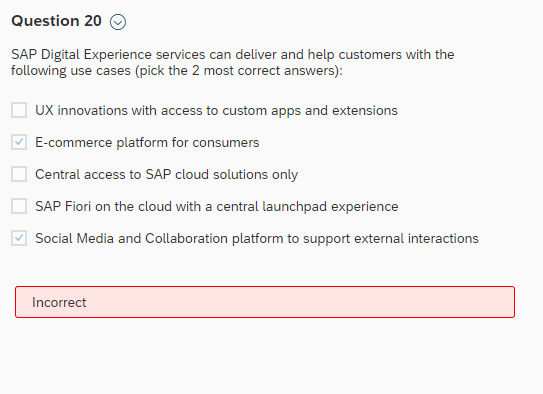 Question 20
SAP Digital Experience services can deliver and help customers with the
following use cases (pick the 2 most correct answers):
UX innovations with access to custom apps and extensions
E-commerce platform for consumers
Central access to SAP cloud solutions only
SAP Fiori on the cloud with a central launchpad experience
Social Media and Collaboration platform to support external interactions
Incorrect